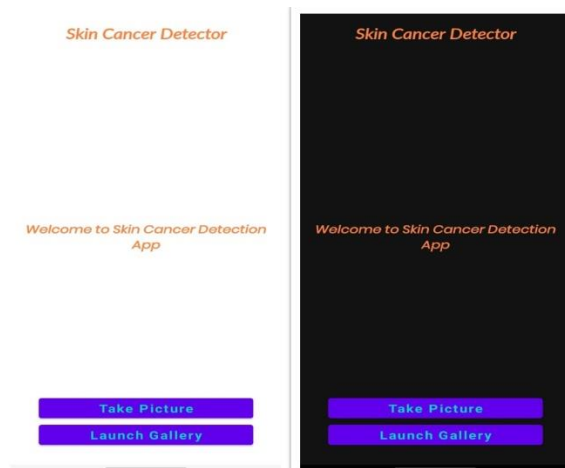 Skin Cancer Detector
Welcome to Skin Cancer Detection
App
Take Picture
Launch Gallery
Skin Cancer Detector
Welcome to Skin Cancer Detection
App
Take Picture
Launch Gallery